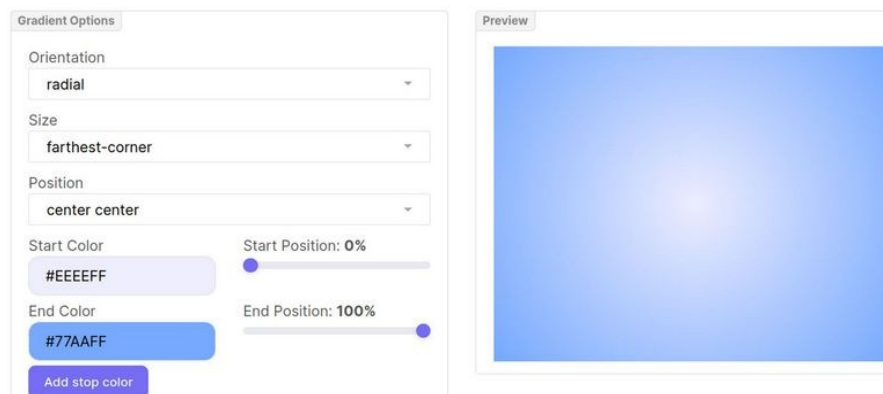 Gradient Options
Orientation
radial
Size
farthest-corner
Position
center center
Start Color
Start Position: 0%
#EEEEFF
End Color
End Position: 100%
#77AAFF
Add stop color
Preview